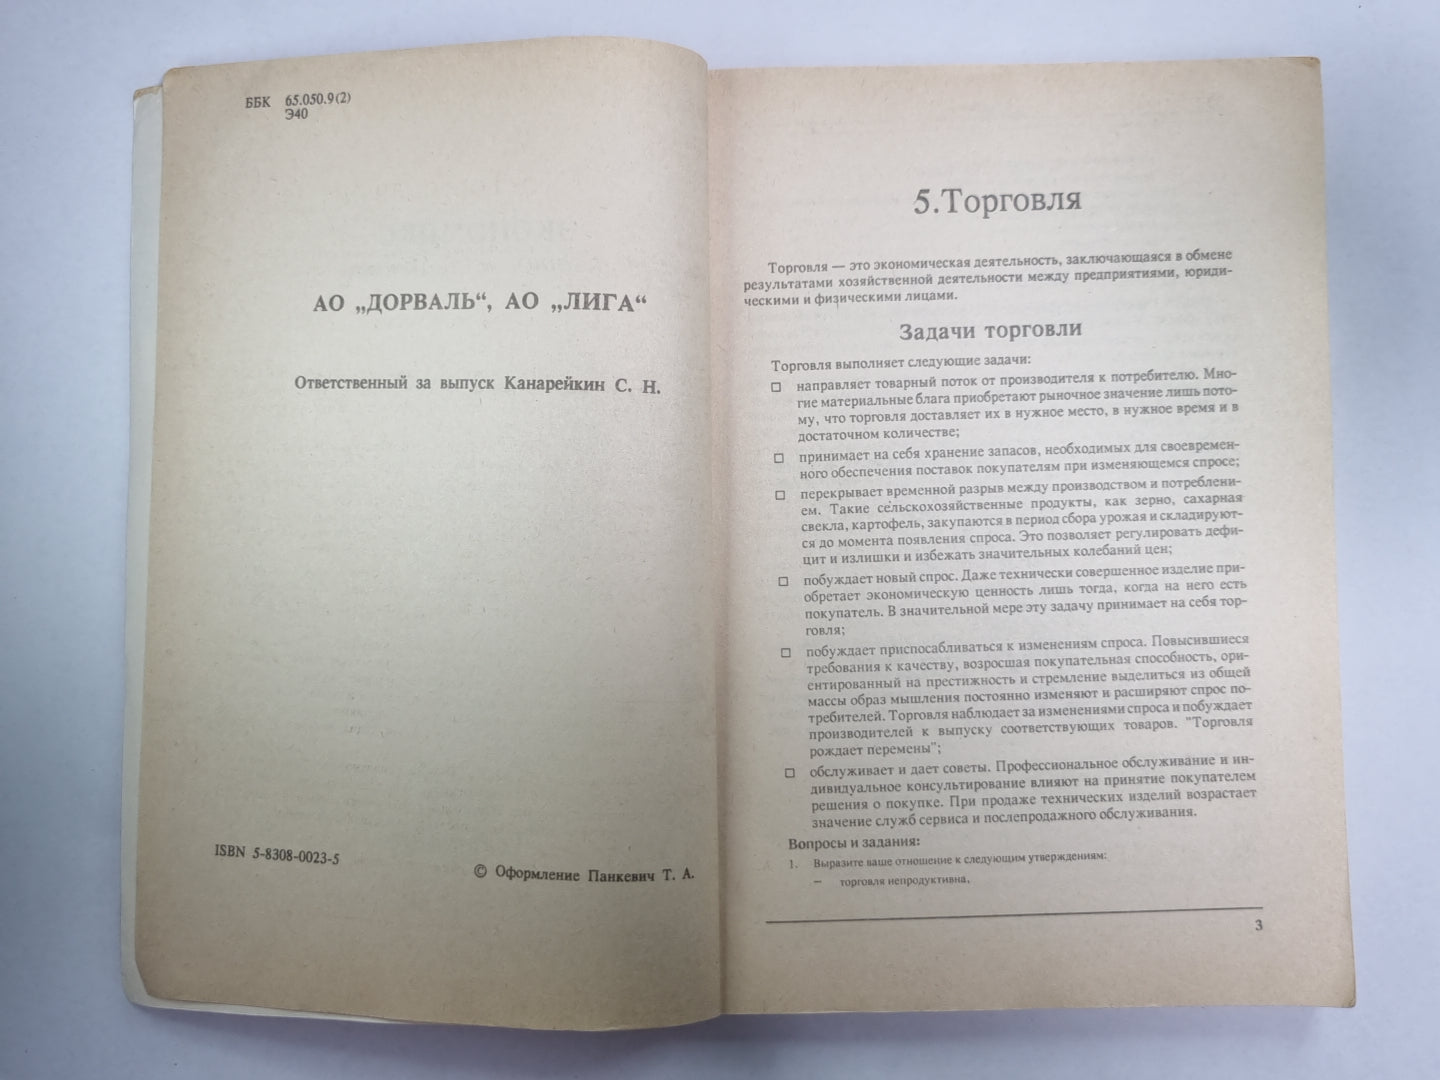 ББК 65.050.9(2)
Э40
АО „ДОРВАЛЬ“, АО „ЛИГА“
Ответственный за выпуск Канарейкин С. Н.
ISBN 5-8308-0023-5
© Оформление Панкевич Т. А.
5.Торговля
Торговля — это экономическая деятельность, заключающаяся в обмене
результатами хозяйственной деятельности между предприятиями, юриди-
ческими и физическими лицами.
Задачи торговли
Торговля выполняет следующие задачи:
□ направляет товарный поток от производителя к потребителю. Мно-
гие материальные блага приобретают рыночное значение лишь пото-
му, что торговля доставляет их в нужное место, в нужное время и в
достаточном количестве;
□ принимает на себя хранение запасов, необходимых для своевремен-
ного обеспечения поставок покупателям при изменяющемся спросе;
□ перекрывает временной разрыв между производством и потреблени-
ем. Такие сельскохозяйственные продукты, как зерно, сахарная
свекла, картофель, закупаются в период сбора урожая и складируют-
ся до момента появления спроса. Это позволяет регулировать дефи-
цит и излишки и избежать значительных колебаний цен;
□ побуждает новый спрос. Даже технически совершенное изделие при-
обретает экономическую ценность лишь тогда, когда на него есть
покупатель. В значительной мере эту задачу принимает на себя тор-
говля;
□ побуждает приспосабливаться к изменениям спроса. Повысившиеся
требования к качеству, возросшая покупательная способность, ори-
ентированный на престижность и стремление выделиться из общей
массы образ мышления постоянно изменяют и расширяют спрос по-
требителей. Торговля наблюдает за изменениями спроса и побуждает
производителей к выпуску соответствующих товаров. "Торговля
рождает перемены";
□ обслуживает и дает советы. Профессиональное обслуживание и ин-
дивидуальное консультирование влияют на принятие покупателем
решения о покупке. При продаже технических изделий возрастает
значение служб сервиса и послепродажного обслуживания.
Вопросы и задания:
1. Выразите ваше отношение к следующим утверждениям:
— торговля непродуктивна,
3